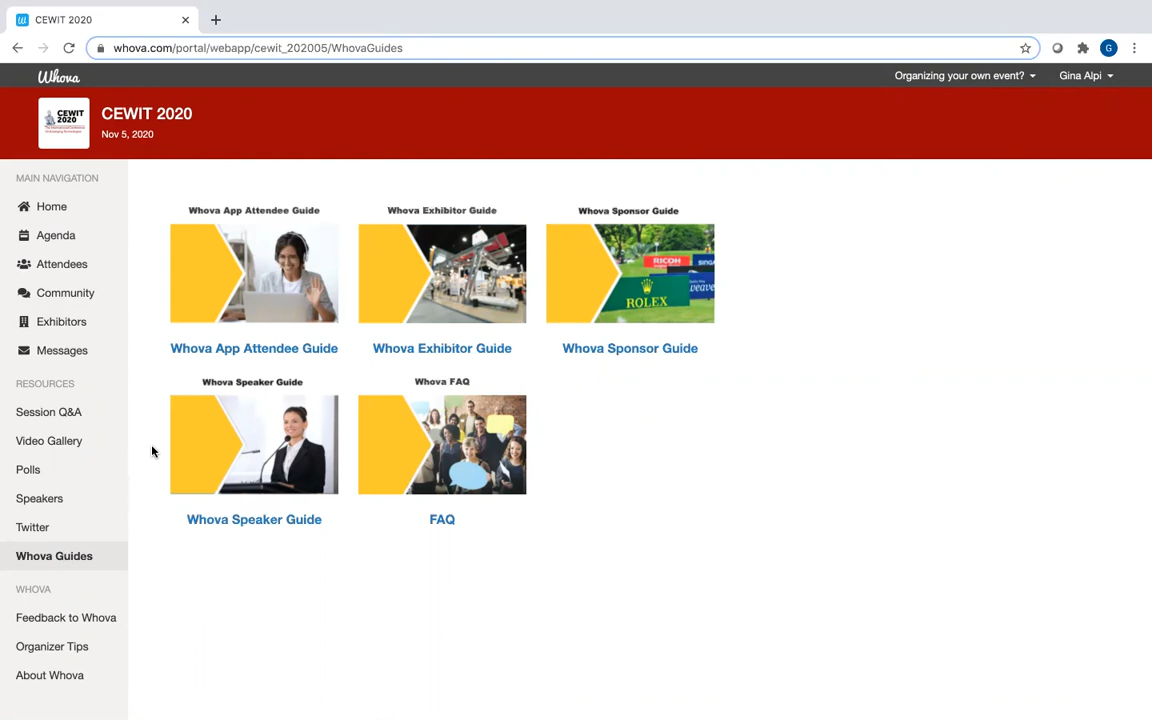 CEWIT 2020
whova.com/portal/webapp/cewit_202005/WhovaGuides
G
Whova
Organizing your own event?
Gina Alpi
CEWIT
2020
CEWIT 2020
Nov 5, 2020
MAIN NAVIGATION
Home
Agenda
Attendees
Community
Exhibitors
Messages
RESOURCES
Session Q&A
Video Gallery
Polls
Speakers
Twitter
Whova Guides
WHOVA
Feedback to Whova
Organizer Tips
About Whova
Whova App Attendee Guide
Whova Exhibitor Guide
Whova Sponsor Guide
RICOH
ROLEX
Whova App Attendee Guide
Whova Exhibitor Guide
Whova Sponsor Guide
Whova Speaker Guide
Whova FAQ
Whova Speaker Guide
FAQ